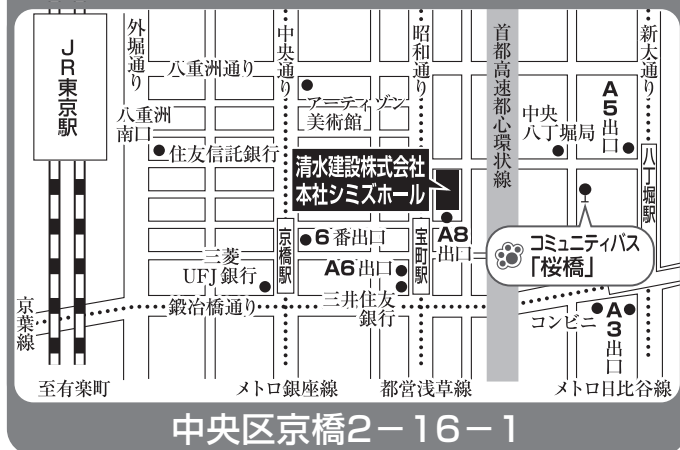 外堀通り
中央通り
昭和通り
首都高速都心環状線
新大通り
JR東京駅
八重洲通り
八重洲
南口
アーティゾン
美術館
中央
八丁堀局
A5出口
住友信託銀行
清水建設株式会社
本社シミズホール
八丁堀駅
京橋駅
6番出口
宝町駅
A8
出口
コミュニティバス
「桜橋」
三菱
UFJ銀行
A6出口
鍛冶橋通り
三井住友
銀行
コンビニ
A3出口
京葉線
至有楽町
メトロ銀座線
都営浅草線
メトロ日比谷線
中央区京橋2−16−1